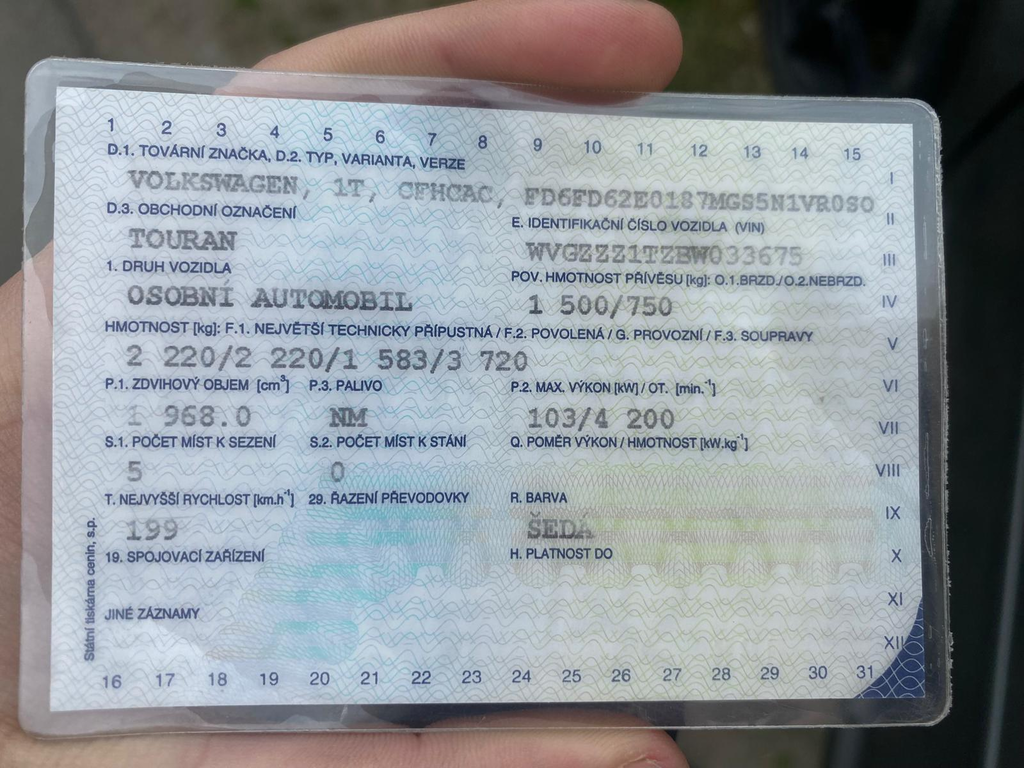 1 2 3 4 5 6 7 8 9 10 11 12 13 14 15
D.1. TOVÁRNÍ ZNAČKA, D.2. TYP, VARIANTA, VERZE
I
VOLKSWAGEN, 1T, CFHCAC, FD6FD62E0187MGS5N1VR0SO
D.3. OBCHODNÍ OZNAČENÍ E. IDENTIFIKAČNÍ ČÍSLO VOZIDLA (VIN) II
TOURAN WVGZZZ1TZBW033675 III
1. DRUH VOZIDLA POV. HMOTNOST PŘÍVĚSU [kg]: O.1.BRZD./O.2.NEBRZD.
OSOBNÍ AUTOMOBIL 1 500/750 IV
HMOTNOST [kg]: F.1. NEJVĚTŠÍ TECHNICKY PŘÍPUSTNÁ / F.2. POVOLENÁ / G. PROVOZNÍ / F.3. SOUPRAVY V
2 220/2 220/1 583/3 720
P.1. ZDVIHOVÝ OBJEM [cm³] P.3. PALIVO P.2. MAX. VÝKON [kW] / OT. [min.⁻¹] VI
1 968.0 NM 103/4 200 VII
S.1. POČET MÍST K SEZENÍ S.2. POČET MÍST K STÁNÍ Q. POMĚR VÝKON / HMOTNOST [kW.kg⁻¹]
5 0 VIII
T. NEJVYŠŠÍ RYCHLOST [km.h⁻¹] 29. ŘAZENÍ PŘEVODOVKY R. BARVA IX
199 ŠEDÁ
19. SPOJOVACÍ ZAŘÍZENÍ H. PLATNOST DO X
XI
JINÉ ZÁZNAMY
XII
16 17 18 19 20 21 22 23 24 25 26 27 28 29 30 31
Státní tiskárna cenin, s.p.